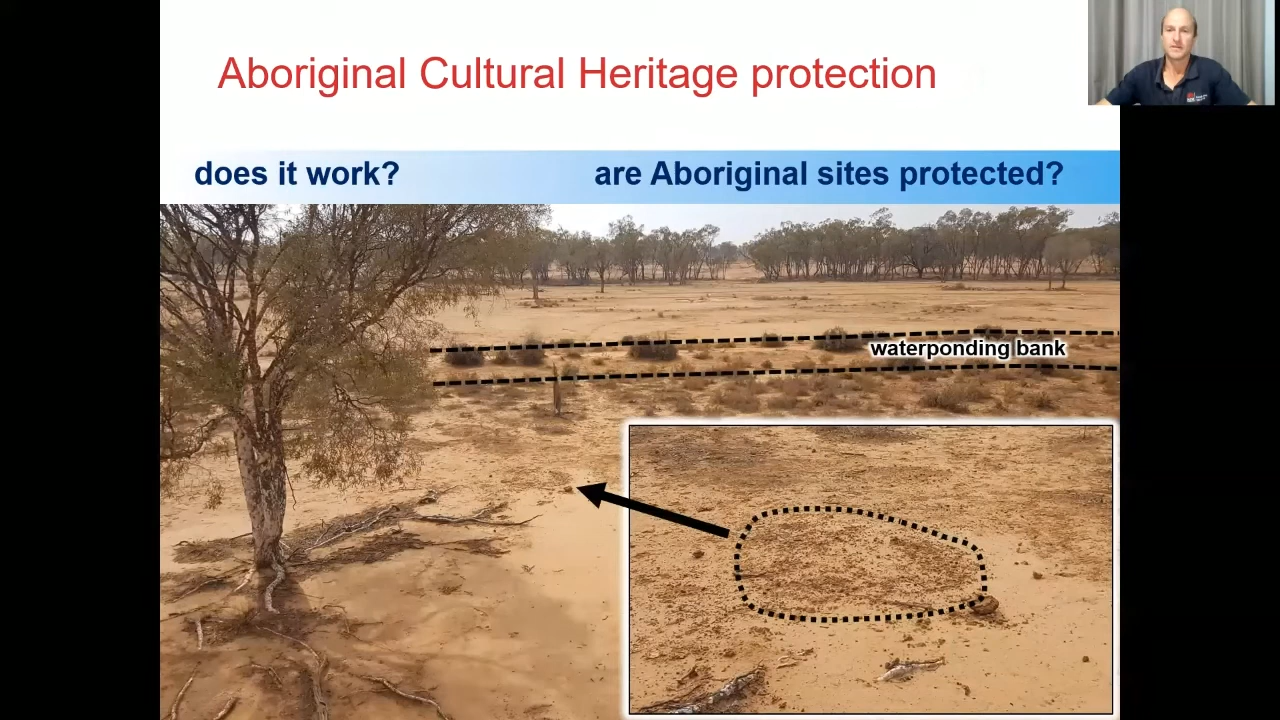 Aboriginal Cultural Heritage protection
does it work? are Aboriginal sites protected?
waterponding bank